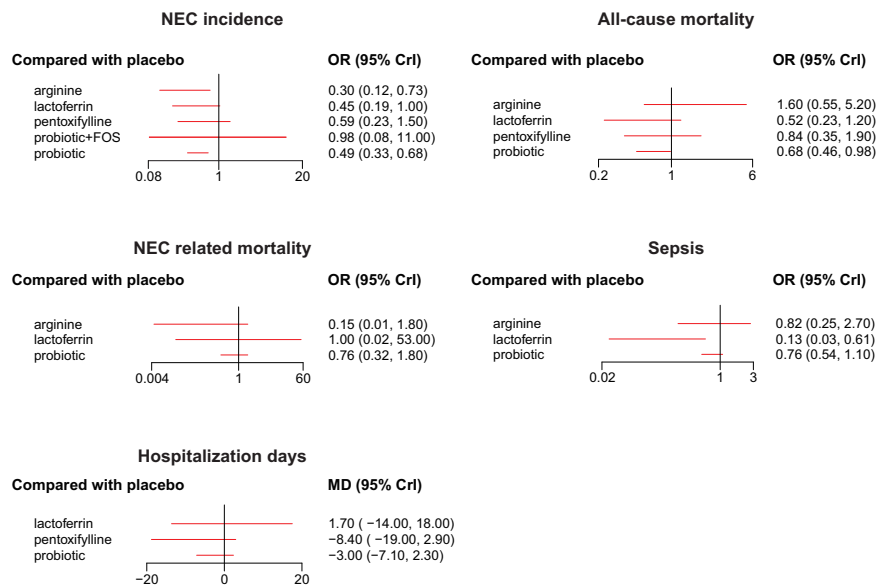 NEC incidence
Compared with placebo OR (95% CrI)
arginine 0.30 (0.12, 0.73)
lactoferrin 0.45 (0.19, 1.00)
pentoxifylline 0.59 (0.23, 1.50)
probiotic+FOS 0.98 (0.08, 11.00)
probiotic 0.49 (0.33, 0.68)
0.08 1 20
All-cause mortality
Compared with placebo OR (95% CrI)
arginine 1.60 (0.55, 5.20)
lactoferrin 0.52 (0.23, 1.20)
pentoxifylline 0.84 (0.35, 1.90)
probiotic 0.68 (0.46, 0.98)
0.2 1 6
NEC related mortality
Compared with placebo OR (95% CrI)
arginine 0.15 (0.01, 1.80)
lactoferrin 1.00 (0.02, 53.00)
probiotic 0.76 (0.32, 1.80)
0.004 1 60
Sepsis
Compared with placebo OR (95% CrI)
arginine 0.82 (0.25, 2.70)
lactoferrin 0.13 (0.03, 0.61)
probiotic 0.76 (0.54, 1.10)
0.02 1 3
Hospitalization days
Compared with placebo MD (95% CrI)
lactoferrin 1.70 ( −14.00, 18.00)
pentoxifylline −8.40 ( −19.00, 2.90)
probiotic −3.00 (−7.10, 2.30)
−20 0 20